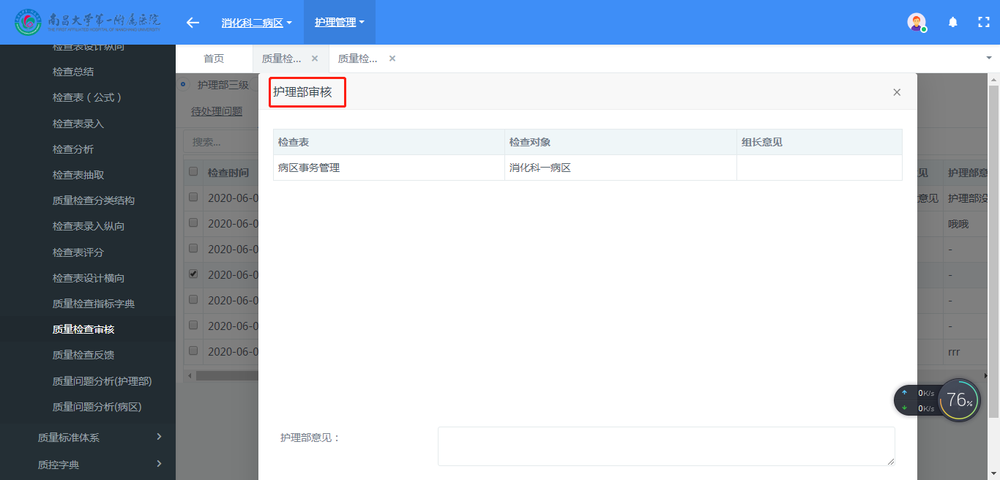 南昌大学第一附属医院
THE FIRST AFFILIATED HOSPITAL OF NANCHANG UNIVERSITY
消化科二病区
护理管理
检查表设计纵向
检查总结
检查表（公式）
检查表录入
检查分析
检查表抽取
质量检查分类结构
检查表录入纵向
检查表评分
检查表设计横向
质量检查指标字典
质量检查审核
质量检查反馈
质量问题分析(护理部)
质量问题分析(病区)
质量标准体系
质控字典
首页
质量检...
质量检...
护理部三级
待处理问题
搜索...
检查时间
2020-06-0
2020-06-0
2020-06-0
2020-06-0
2020-06-0
2020-06-0
2020-06-0
护理部审核
检查表 检查对象 组长意见
病区事务管理 消化科一病区
护理部意见：
见 护理部意
意见 护理部没
哦哦
-
-
-
-
rrr
0K/s
0K/s
76%